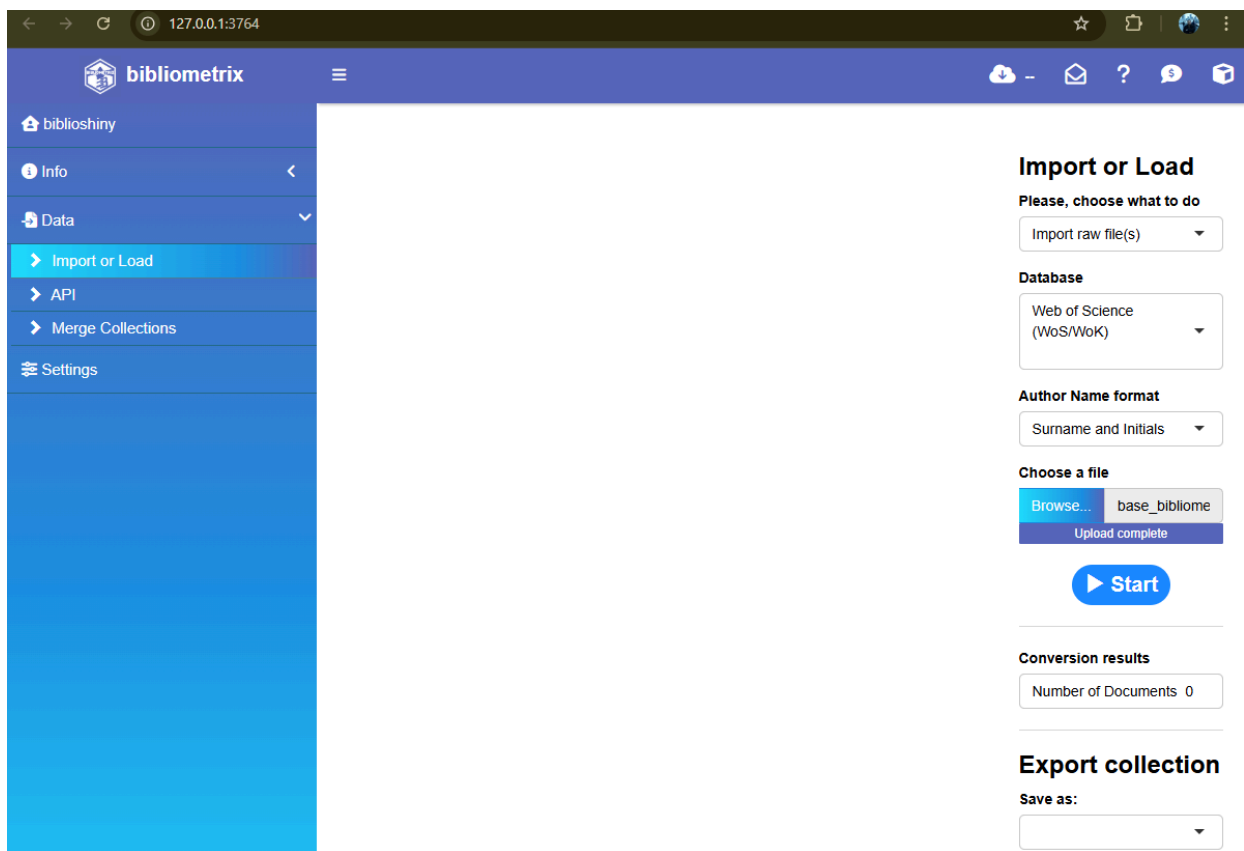 127.0.0.1:3764
bibliometrix
--
?
$
biblioshiny
Info
Data
Import or Load
API
Merge Collections
Settings
Import or Load
Please, choose what to do
Import raw file(s)
Database
Web of Science
(WoS/WoK)
Author Name format
Surname and Initials
Choose a file
Browse... base_bibliome
Upload complete
Start
Conversion results
Number of Documents 0
Export collection
Save as: